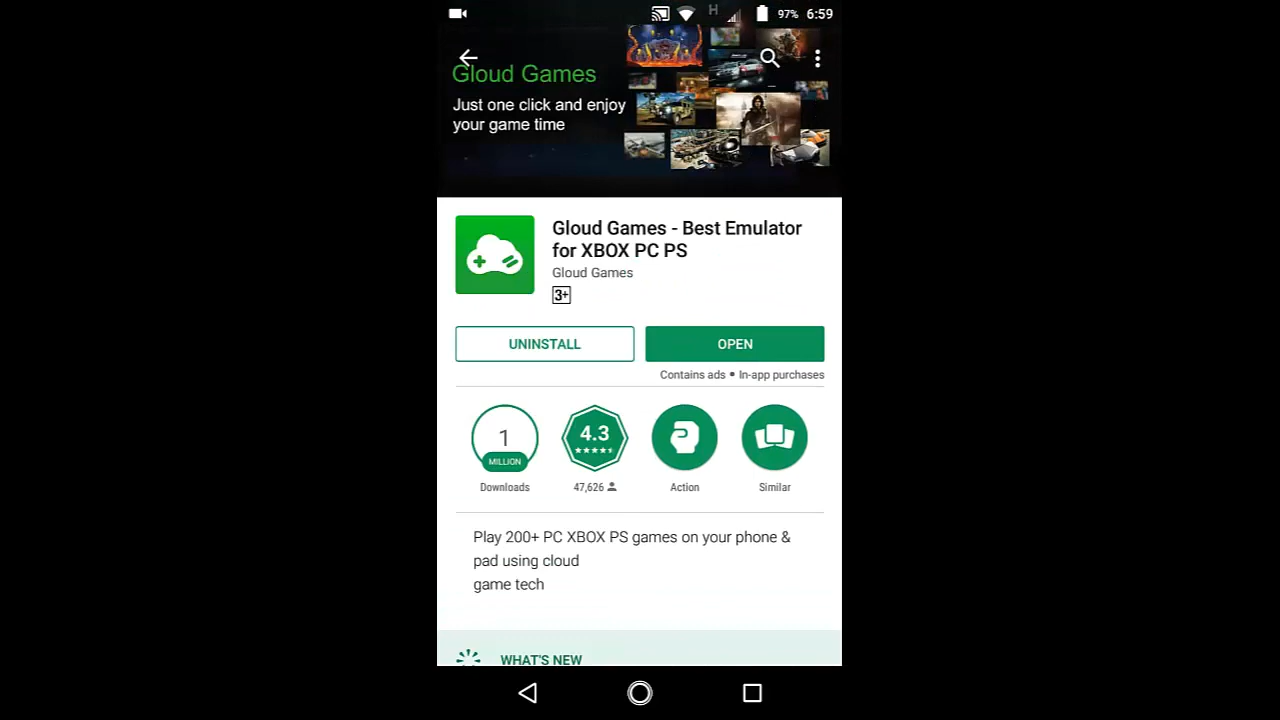 H 97% 6:59
Gloud Games
Just one click and enjoy
your game time
Gloud Games - Best Emulator
for XBOX PC PS
Gloud Games
3+
UNINSTALL
OPEN
Contains ads • In-app purchases
1
MILLION
4.3
Downloads
47,626
Action
Similar
Play 200+ PC XBOX PS games on your phone &
pad using cloud
game tech
WHAT'S NEW